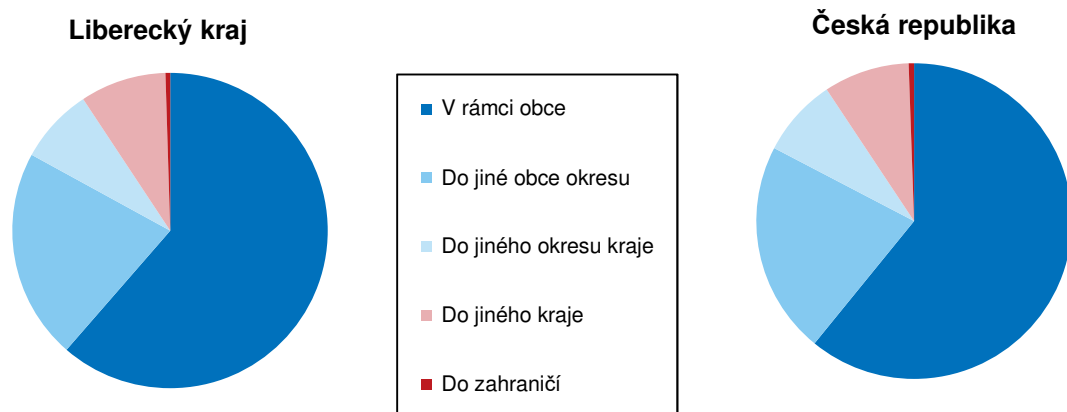 Liberecký kraj
Česká republika
V rámci obce
Do jiné obce okresu
Do jiného okresu kraje
Do jiného kraje
Do zahraničí